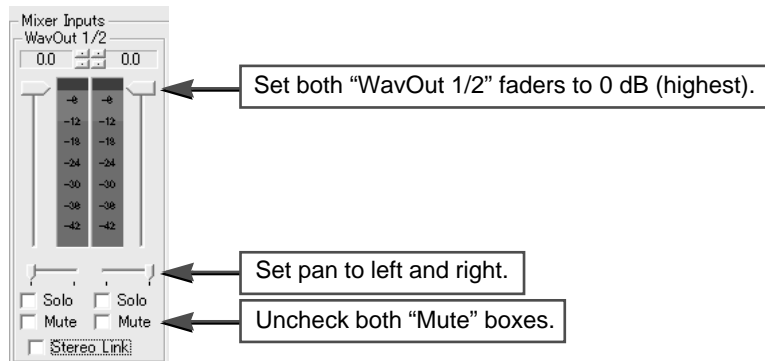 Mixer Inputs
WavOut 1/2
0.0 0.0
Set both “WavOut 1/2” faders to 0 dB (highest).
-6 -6
-12 -12
-18 -18
-24 -24
-30 -30
-36 -36
-42 -42
Set pan to left and right.
Solo Solo
Mute Mute
Uncheck both “Mute” boxes.
Stereo Link